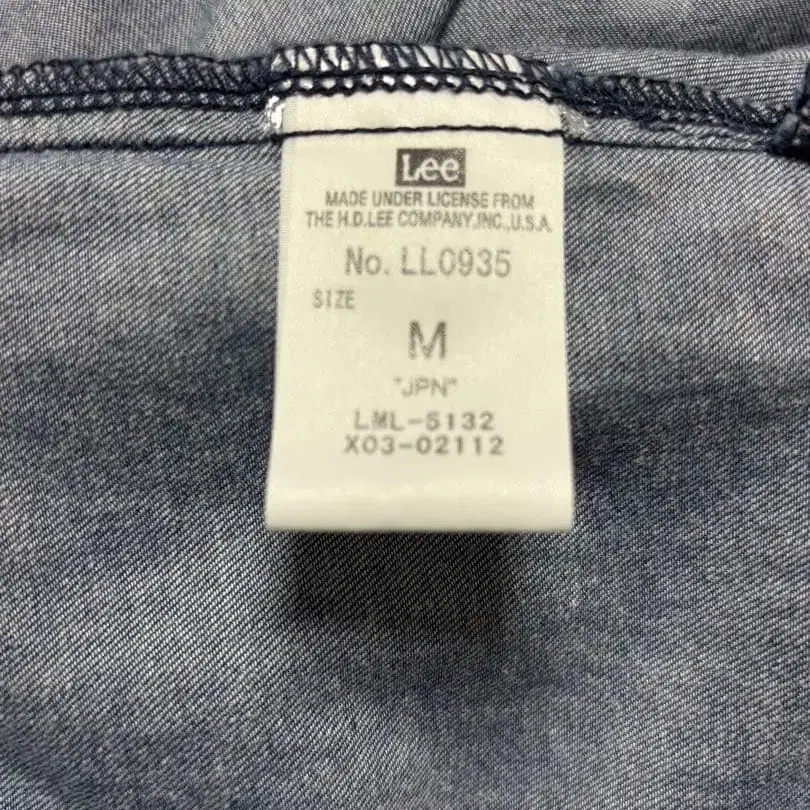 Lee
MADE UNDER LICENSE FROM
THE H.D.LEE COMPANY,INC.,U.S.A.
No. LL0935
SIZE
M
"JPN"
LML-5132
X03-02112